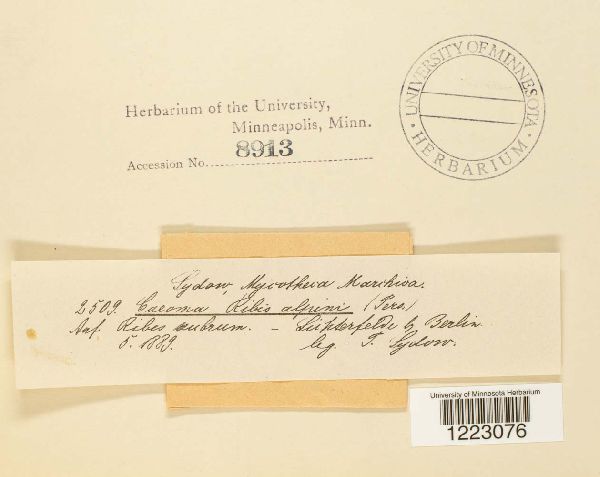 Herbarium of the University,
Minneapolis, Minn.
Accession No. 8913
UNIVERSITY OF MINNESOTA
· HERBARIUM ·
Sydow, Mycotheca Marchica.
2509. Caeoma Ribis alpini (Pers.)
Auf Ribes rubrum. – Lichterfelde b. Berlin
5. 1889. leg P. Sydow.
University of Minnesota Herbarium
1223076